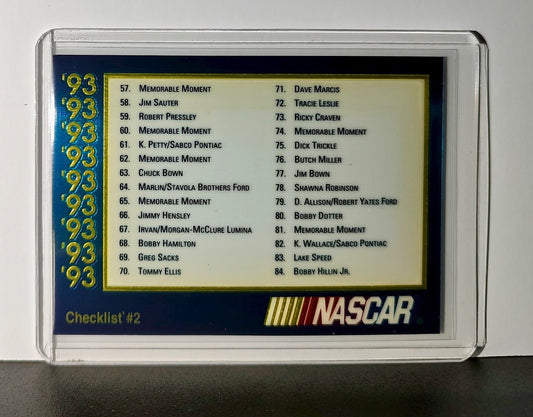 '93
'93
'93
'93
'93
'93
'93
'93
'93
57. Memorable Moment
58. Jim Sauter
59. Robert Pressley
60. Memorable Moment
61. K. Petty/Sabco Pontiac
62. Memorable Moment
63. Chuck Bown
64. Marlin/Stavola Brothers Ford
65. Memorable Moment
66. Jimmy Hensley
67. Irvan/Morgan-McClure Lumina
68. Bobby Hamilton
69. Greg Sacks
70. Tommy Ellis
71. Dave Marcis
72. Tracie Leslie
73. Ricky Craven
74. Memorable Moment
75. Dick Trickle
76. Butch Miller
77. Jim Bown
78. Shawna Robinson
79. D. Allison/Robert Yates Ford
80. Bobby Dotter
81. Memorable Moment
82. K. Wallace/Sabco Pontiac
83. Lake Speed
84. Bobby Hillin Jr.
Checklist #2
NASCAR